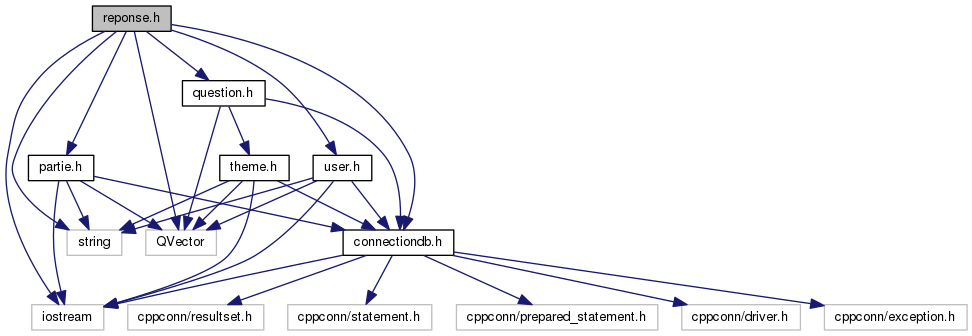 reponse.h
question.h
partie.h
theme.h
user.h
string
QVector
connectiondb.h
iostream
cppconn/resultset.h
cppconn/statement.h
cppconn/prepared_statement.h
cppconn/driver.h
cppconn/exception.h